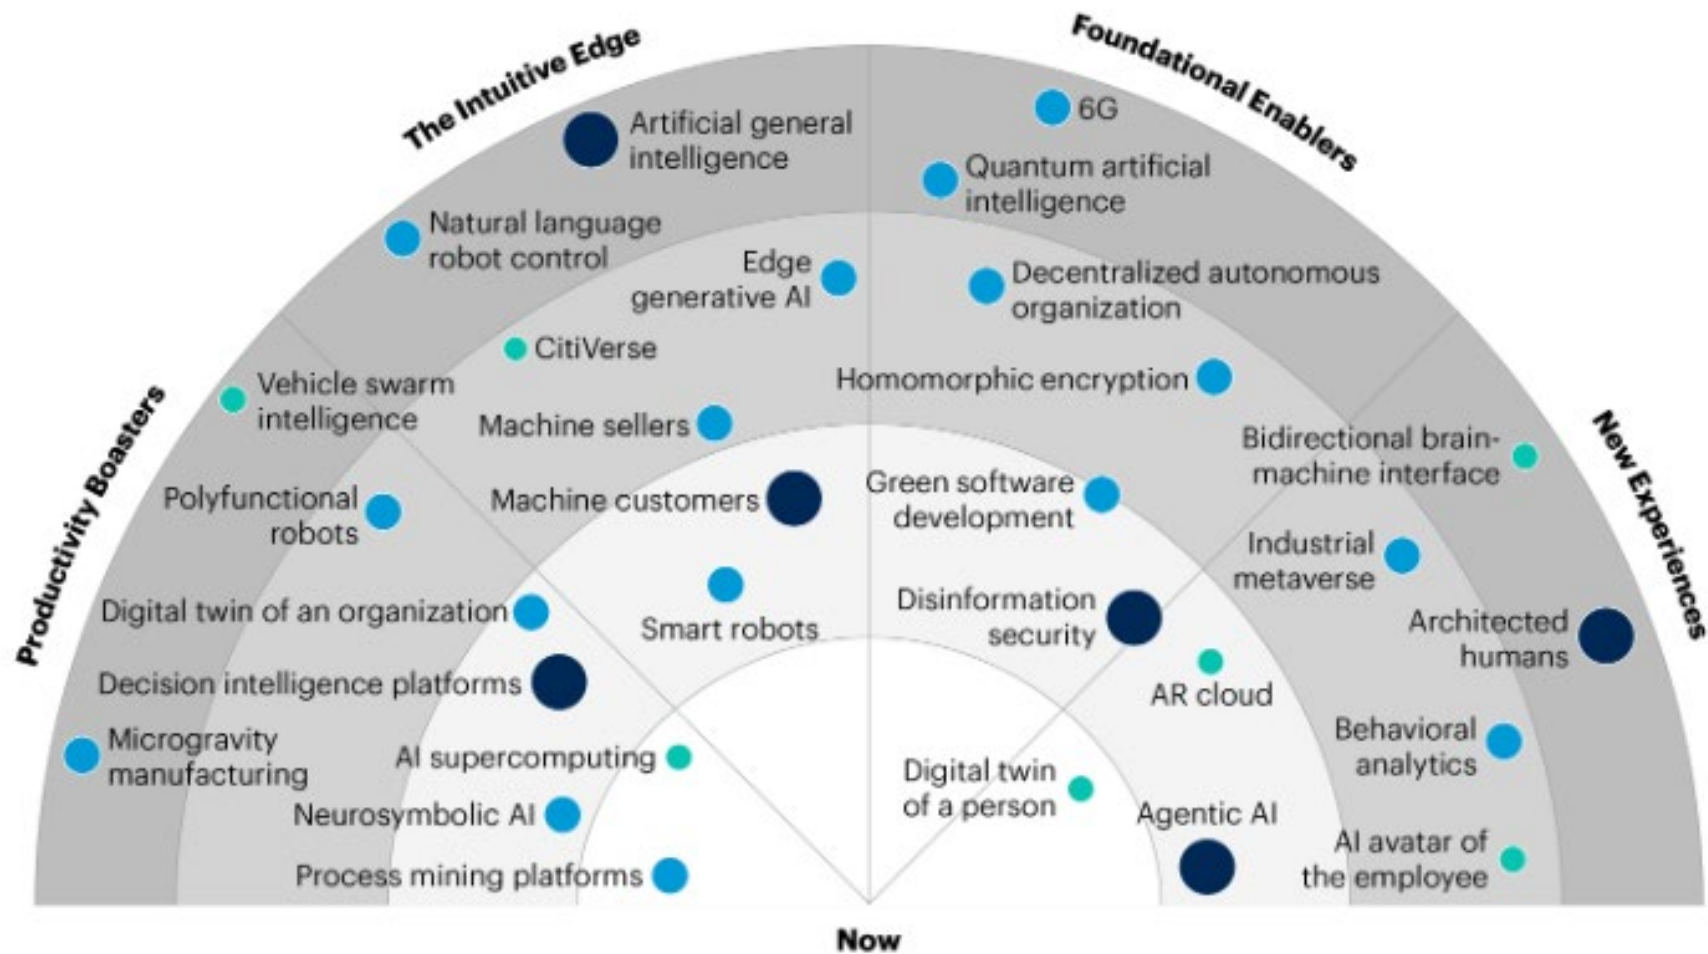 The Intuitive Edge
Foundational Enablers
Productivity Boasters
New Experiences
Artificial general
intelligence
6G
Quantum artificial
intelligence
Natural language
robot control
Edge
generative AI
Decentralized autonomous
organization
CitiVerse
Homomorphic encryption
Vehicle swarm
intelligence
Machine sellers
Bidirectional brain-
machine interface
Polyfunctional
robots
Machine customers
Green software
development
Industrial
metaverse
Digital twin of an organization
Smart robots
Disinformation
security
Architected
humans
Decision intelligence platforms
AR cloud
Microgravity
manufacturing
AI supercomputing
Digital twin
of a person
Behavioral
analytics
Neurosymbolic AI
Agentic AI
Process mining platforms
AI avatar of
the employee
Now